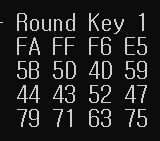 - Round Key 1
FA FF F6 E5
5B 5D 4D 59
44 43 52 47
79 71 63 75